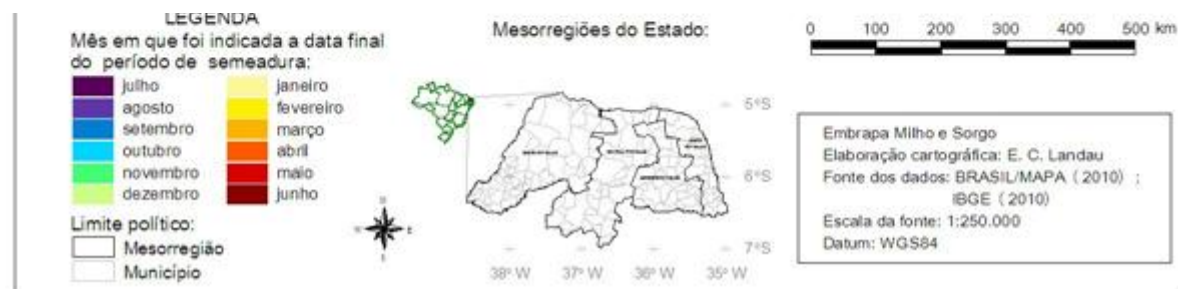 LEGENDA
Mês em que foi indicada a data final
do período de semeadura:
julho
agosto
setembro
outubro
novembro
dezembro
janeiro
fevereiro
março
abril
maio
junho
Limite político:
Mesorregião
Município
Mesorregiões do Estado:
5°S
6°S
7°S
38° W 37° W 36° W 35° W
0 100 200 300 400 500 km
Embrapa Milho e Sorgo
Elaboração cartográfica: E. C. Landau
Fonte dos dados: BRASIL/MAPA ( 2010) ;
IBGE ( 2010)
Escala da fonte: 1:250.000
Datum: WGS84